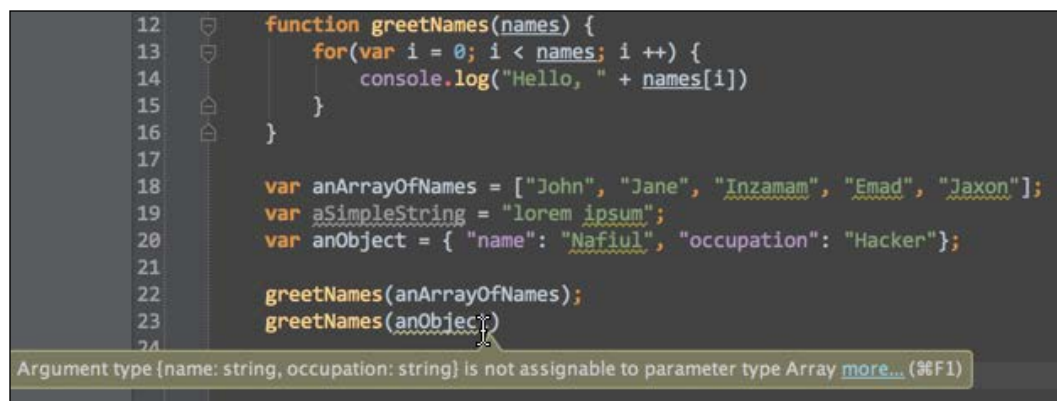 12 function greetNames(names) {
13 for(var i = 0; i < names; i ++) {
14 console.log("Hello, " + names[i])
15 }
16 }
17
18 var anArrayOfNames = ["John", "Jane", "Inzamam", "Emad", "Jaxon"];
19 var aSimpleString = "lorem ipsum";
20 var anObject = { "name": "Nafiul", "occupation": "Hacker"};
21
22 greetNames(anArrayOfNames);
23 greetNames(anObject)
24
Argument type {name: string, occupation: string} is not assignable to parameter type Array more... (⌘F1)